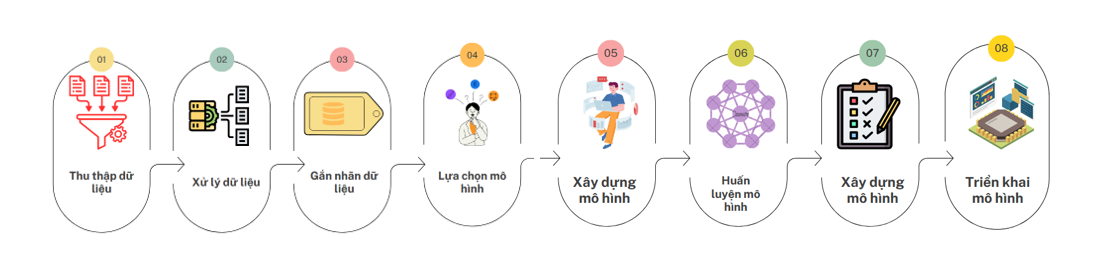 01
Thu thập dữ
liệu
02
Xử lý dữ liệu
03
Gắn nhãn dữ
liệu
04
Lựa chọn mô
hình
05
Xây dựng
mô hình
06
Huấn
luyện mô
hình
07
Xây dựng
mô hình
08
Triển khai
mô hình